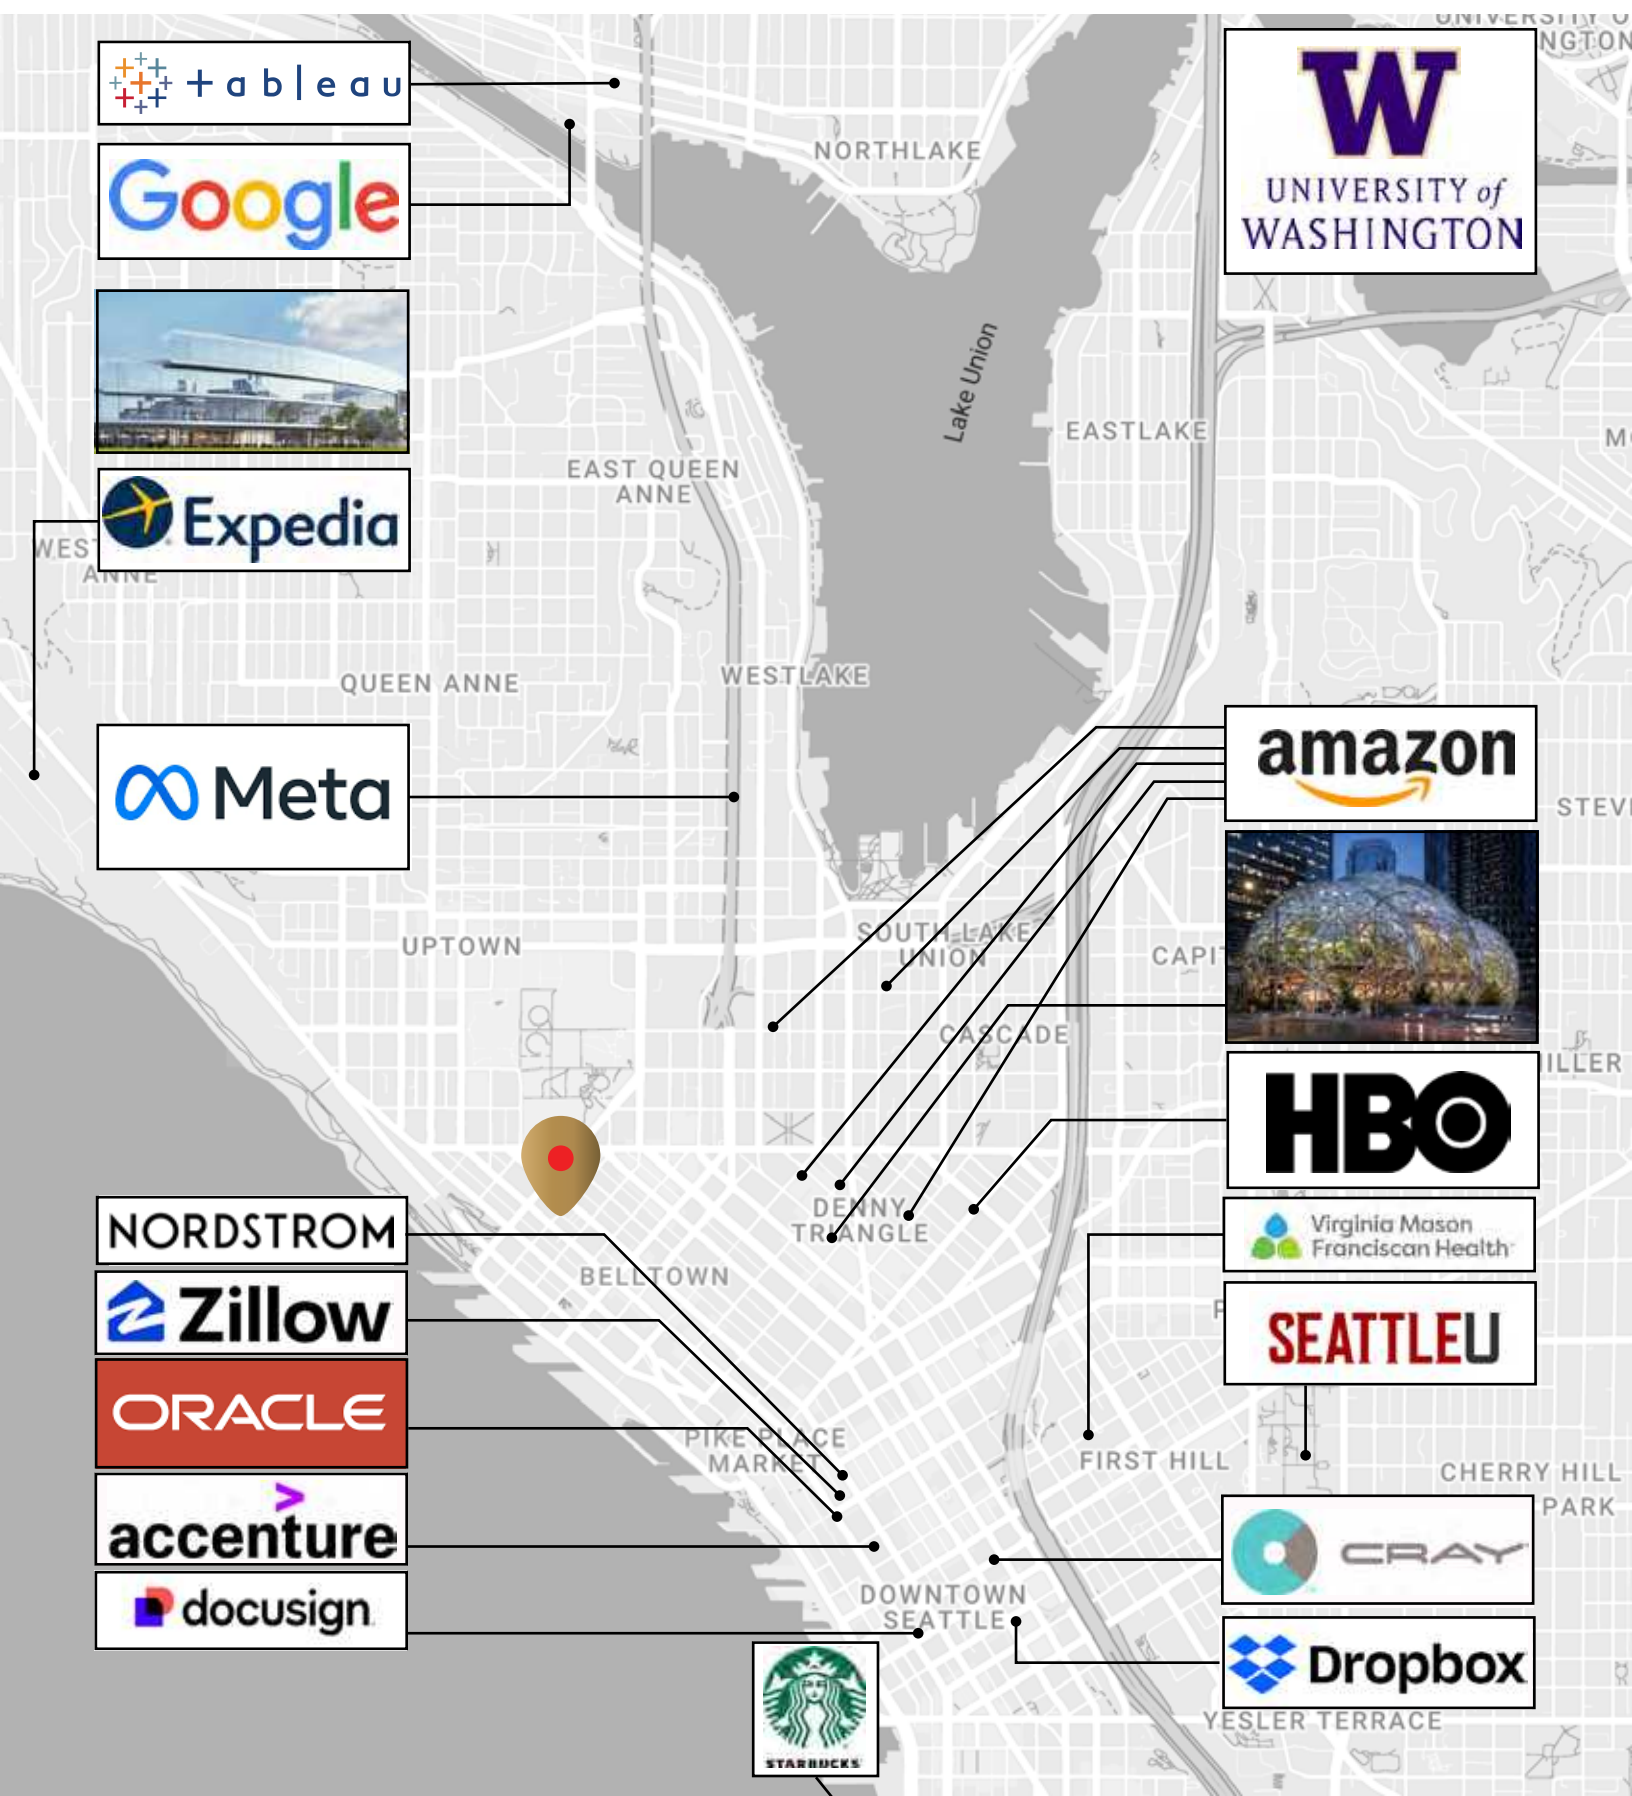 UNIVERSITY O
NGTON
tableau
Google
NORTHLAKE
W
UNIVERSITY of
WASHINGTON
Lake Union
EASTLAKE
EAST QUEEN
ANNE
Expedia
WEST
ANNE
WESTLAKE
QUEEN ANNE
Meta
amazon
STEV
UPTOWN
SOUTH LAKE
UNION
CAPI
CASCADE
ILLER
HBO
NORDSTROM
DENNY
TRIANGLE
Virginia Mason
Franciscan Health
BELLTOWN
Zillow
SEATTLEU
ORACLE
PIKE PLACE
MARKET
FIRST HILL
CHERRY HILL
PARK
accenture
CRAY
docusign
DOWNTOWN
SEATTLE
Dropbox
STARBUCKS
YESLER TERRACE